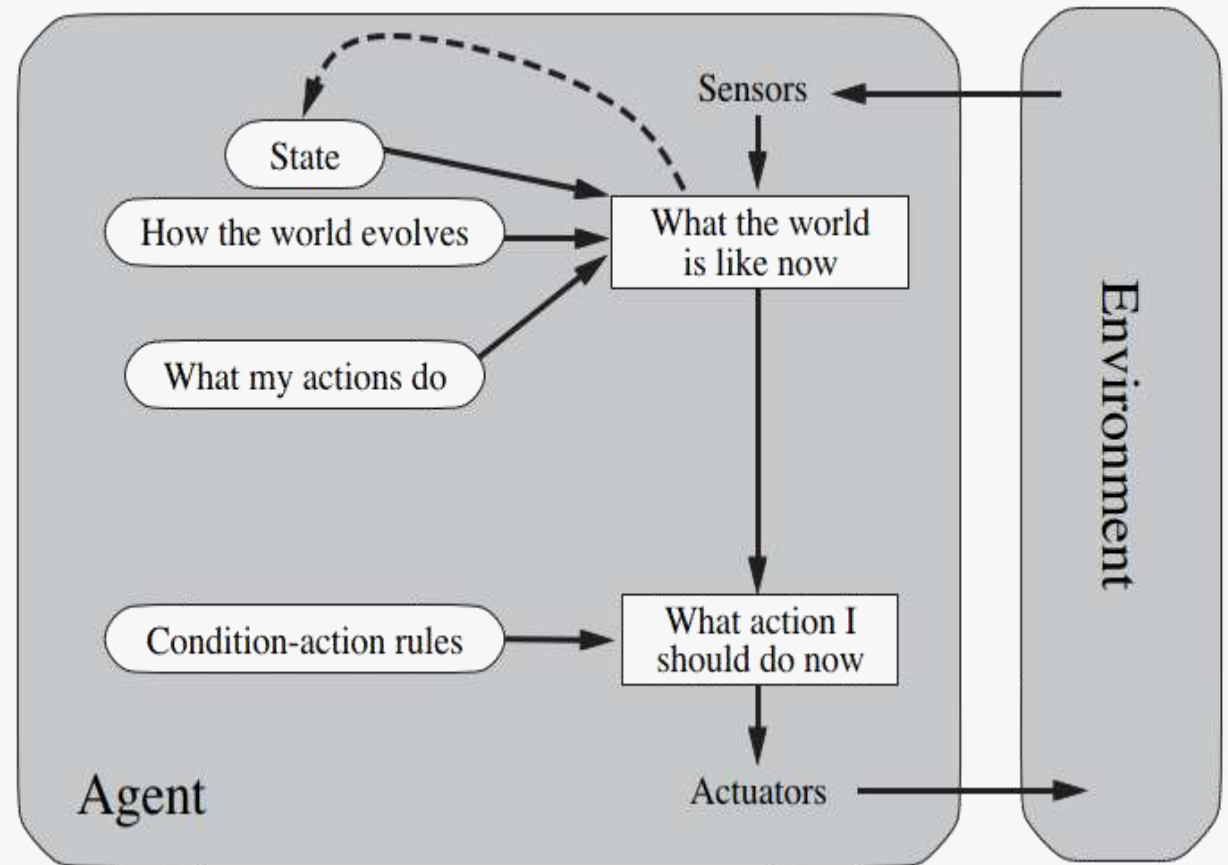 Sensors
State
How the world evolves
What the world
is like now
What my actions do
Environment
Condition-action rules
What action I
should do now
Agent
Actuators